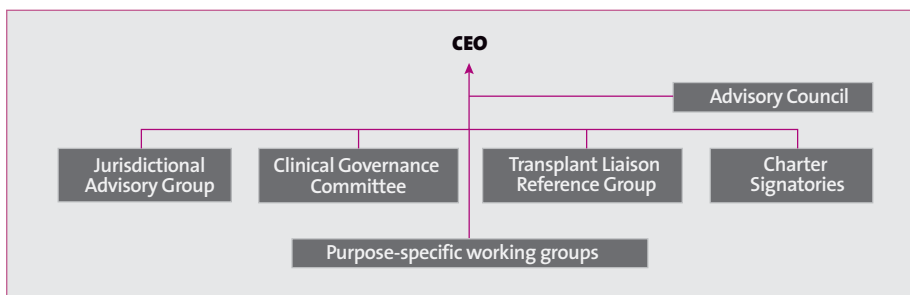 CEO
Advisory Council
Jurisdictional
Advisory Group
Clinical Governance
Committee
Transplant Liaison
Reference Group
Charter
Signatories
Purpose-specific working groups